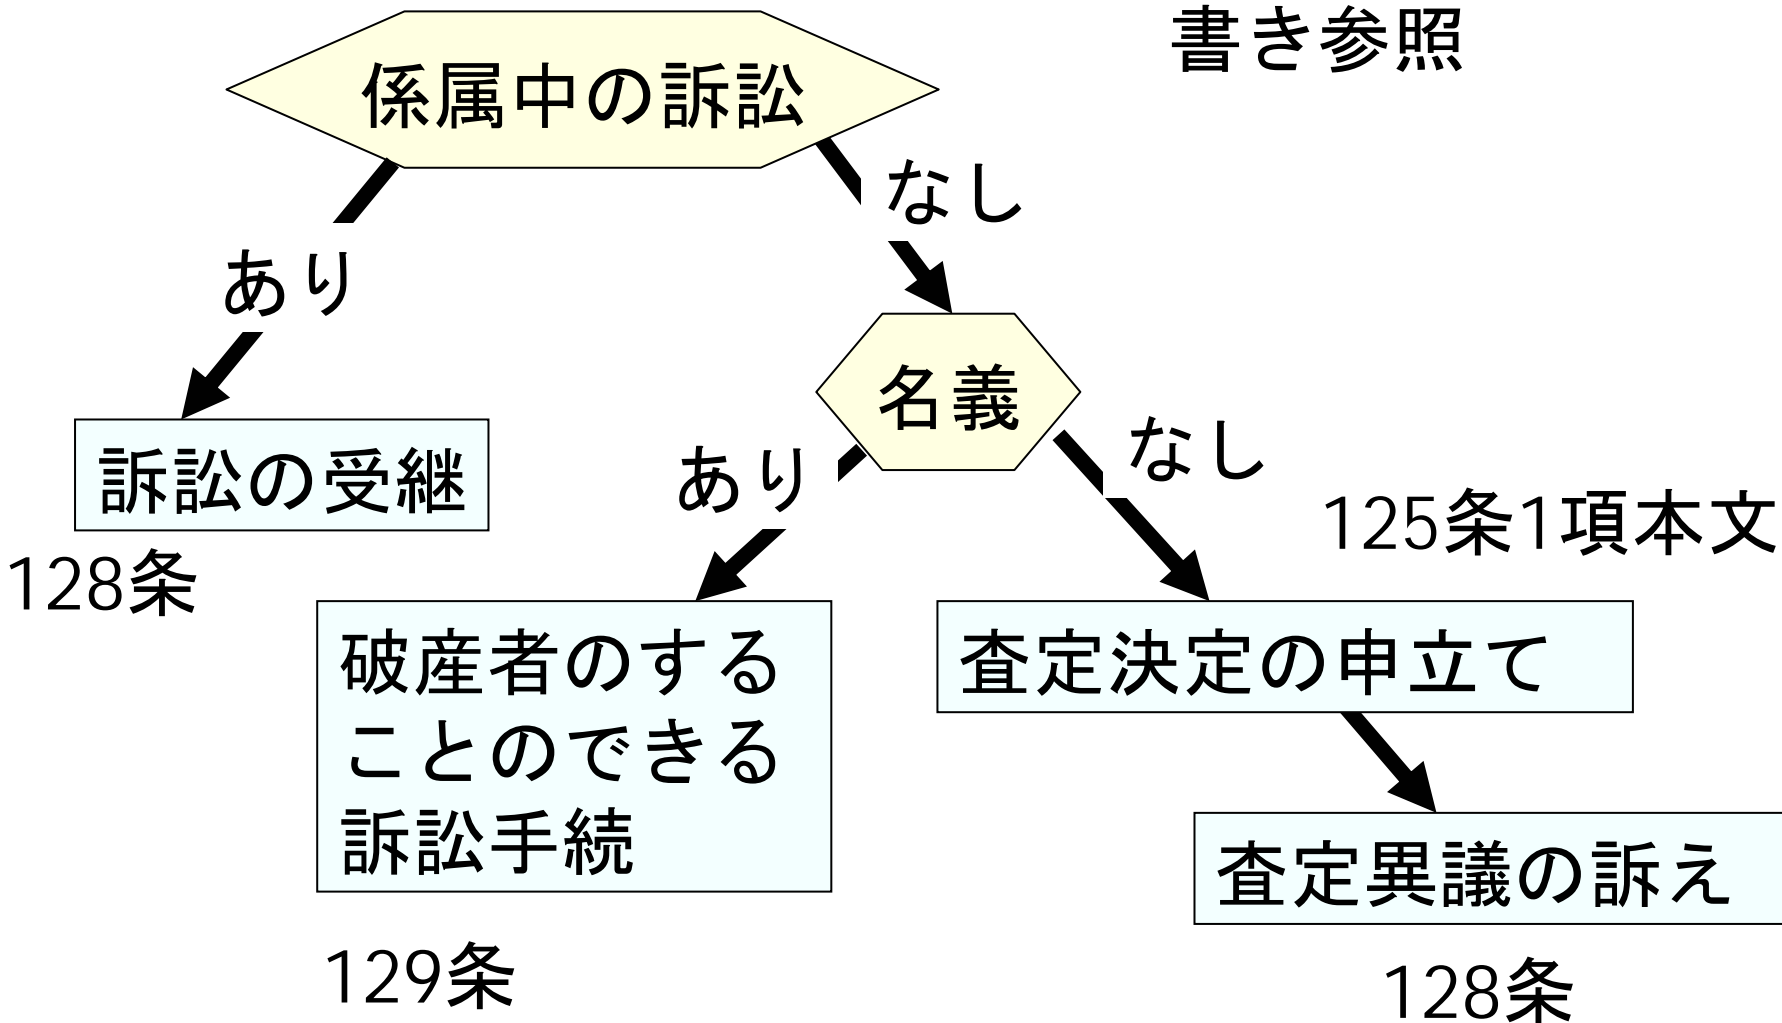 書き参照
係属中の訴訟
なし
あり
名義
なし
あり
訴訟の受継
125条1項本文
128条
破産者のする
ことのできる
訴訟手続
査定決定の申立て
査定異議の訴え
129条
128条